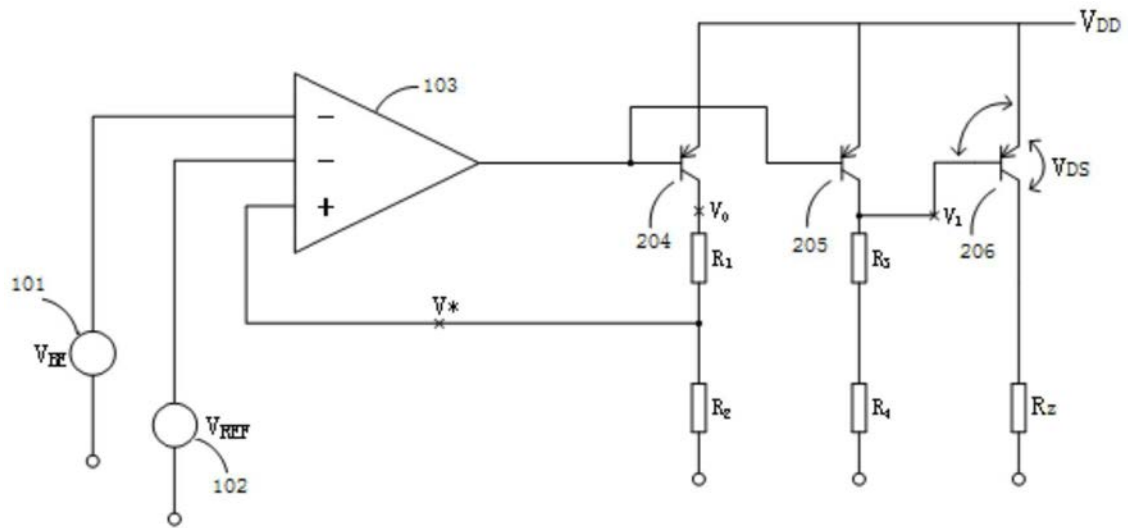 VDD
103
−
−
+
VDS
204
V₀
205
V₁
206
R₁
R₃
101
V*
VBE
R₂
R₄
Rz
VREF
102